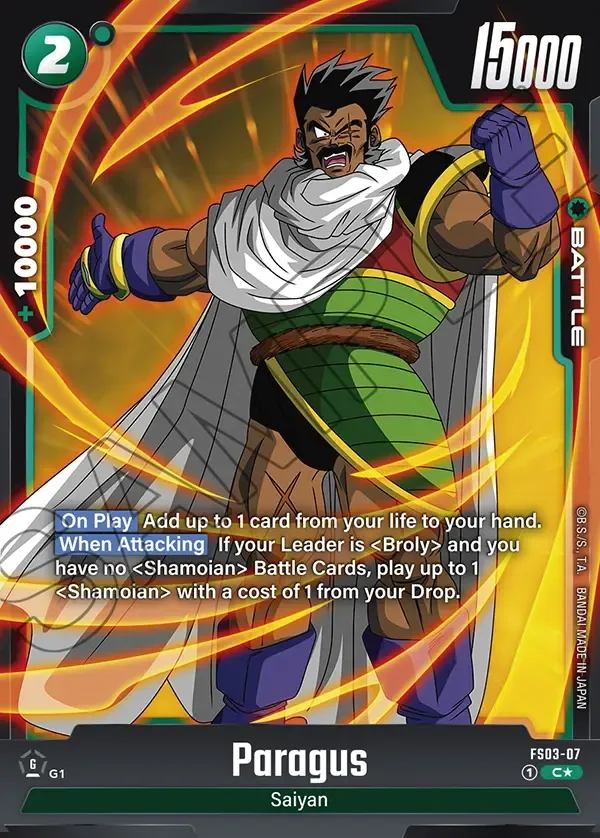 2
15000
+10000
BATTLE
SAMPLE
On Play Add up to 1 card from your life to your hand.
When Attacking If your Leader is <Broly> and you
have no <Shamoian> Battle Cards, play up to 1
<Shamoian> with a cost of 1 from your Drop.
©B.S./S., T.A. BANDAI MADE IN JAPAN
G
G1
Paragus
FS03-07
1 C★
Saiyan